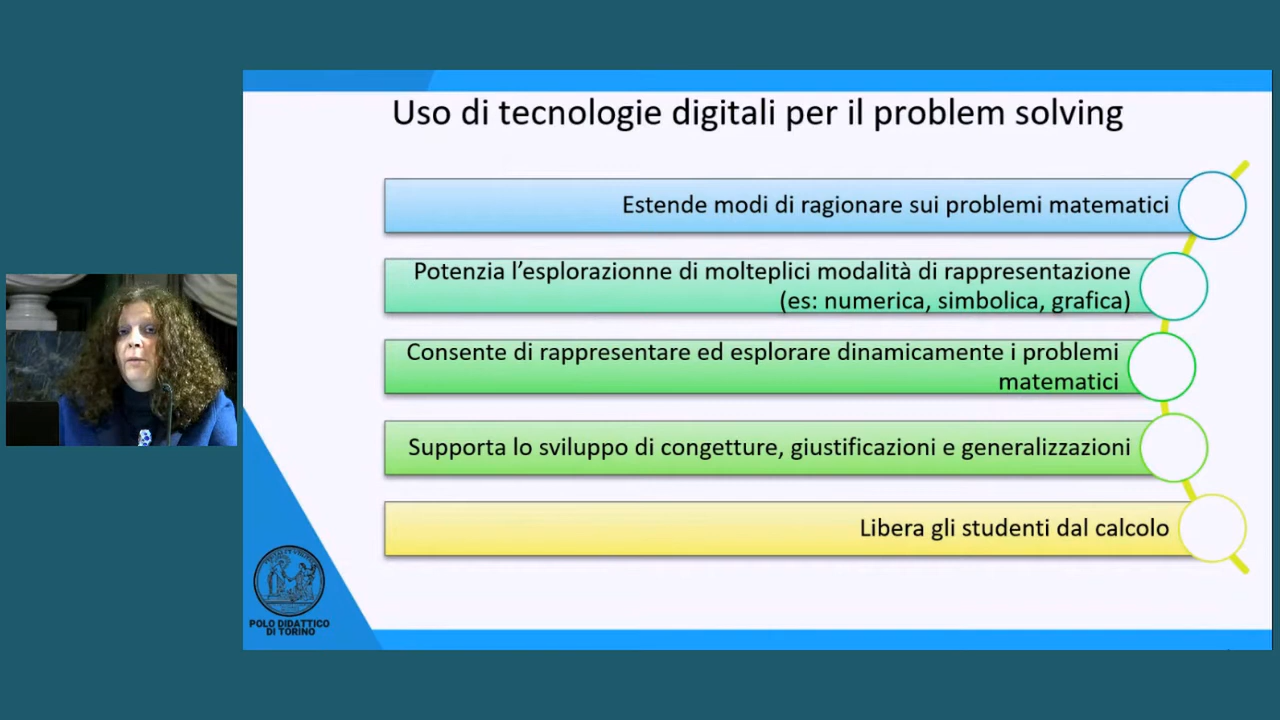 Uso di tecnologie digitali per il problem solving
Estende modi di ragionare sui problemi matematici
Potenzia l'esplorazionne di molteplici modalità di rappresentazione
(es: numerica, simbolica, grafica)
Consente di rappresentare ed esplorare dinamicamente i problemi
matematici
Supporta lo sviluppo di congetture, giustificazioni e generalizzazioni
Libera gli studenti dal calcolo
POLO DIDATTICO
DI TORINO